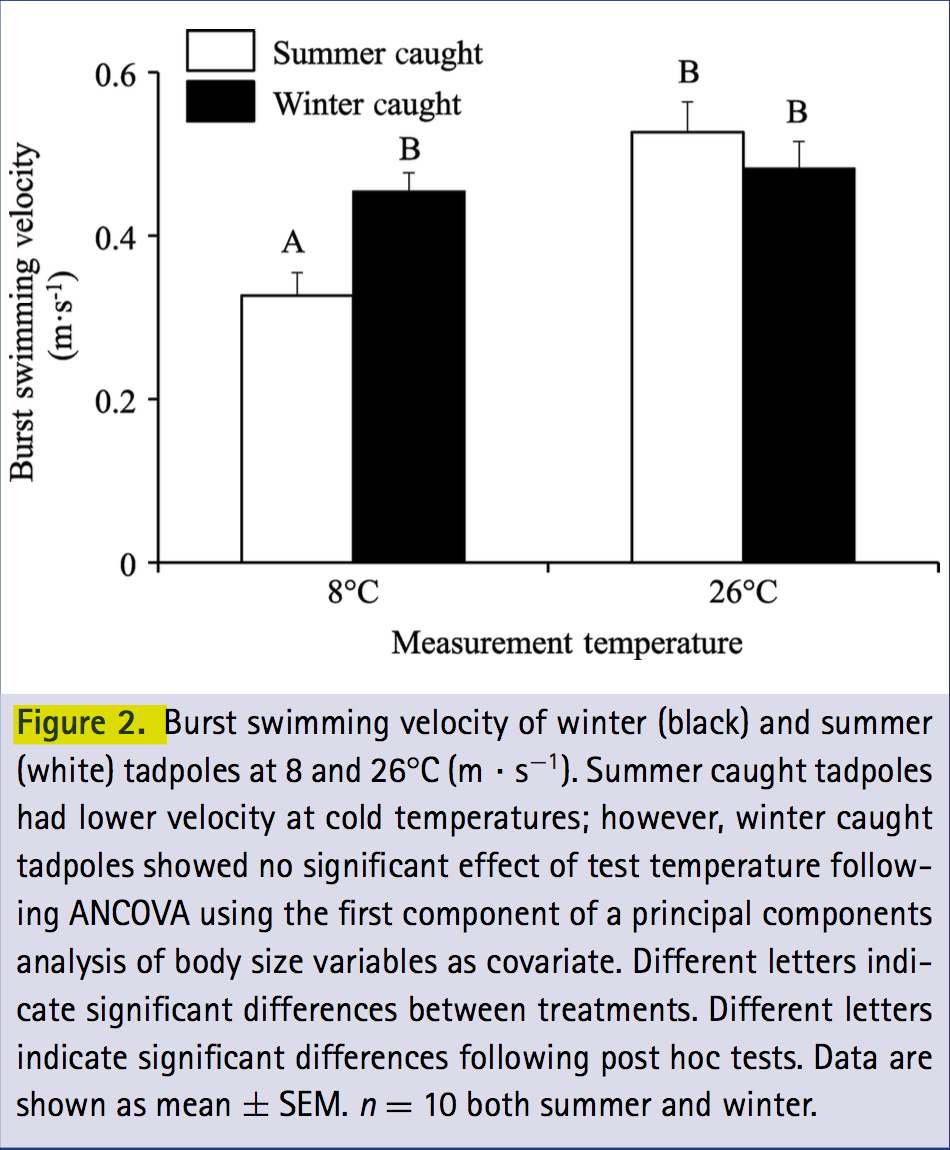 Summer caught
Winter caught
Burst swimming velocity
(m·s-1)
0.6
0.4
0.2
0
A
B
B
B
8°C
26°C
Measurement temperature
Figure 2. Burst swimming velocity of winter (black) and summer
(white) tadpoles at 8 and 26°C (m · s−1). Summer caught tadpoles
had lower velocity at cold temperatures; however, winter caught
tadpoles showed no significant effect of test temperature follow-
ing ANCOVA using the first component of a principal components
analysis of body size variables as covariate. Different letters indi-
cate significant differences between treatments. Different letters
indicate significant differences following post hoc tests. Data are
shown as mean ± SEM. n = 10 both summer and winter.